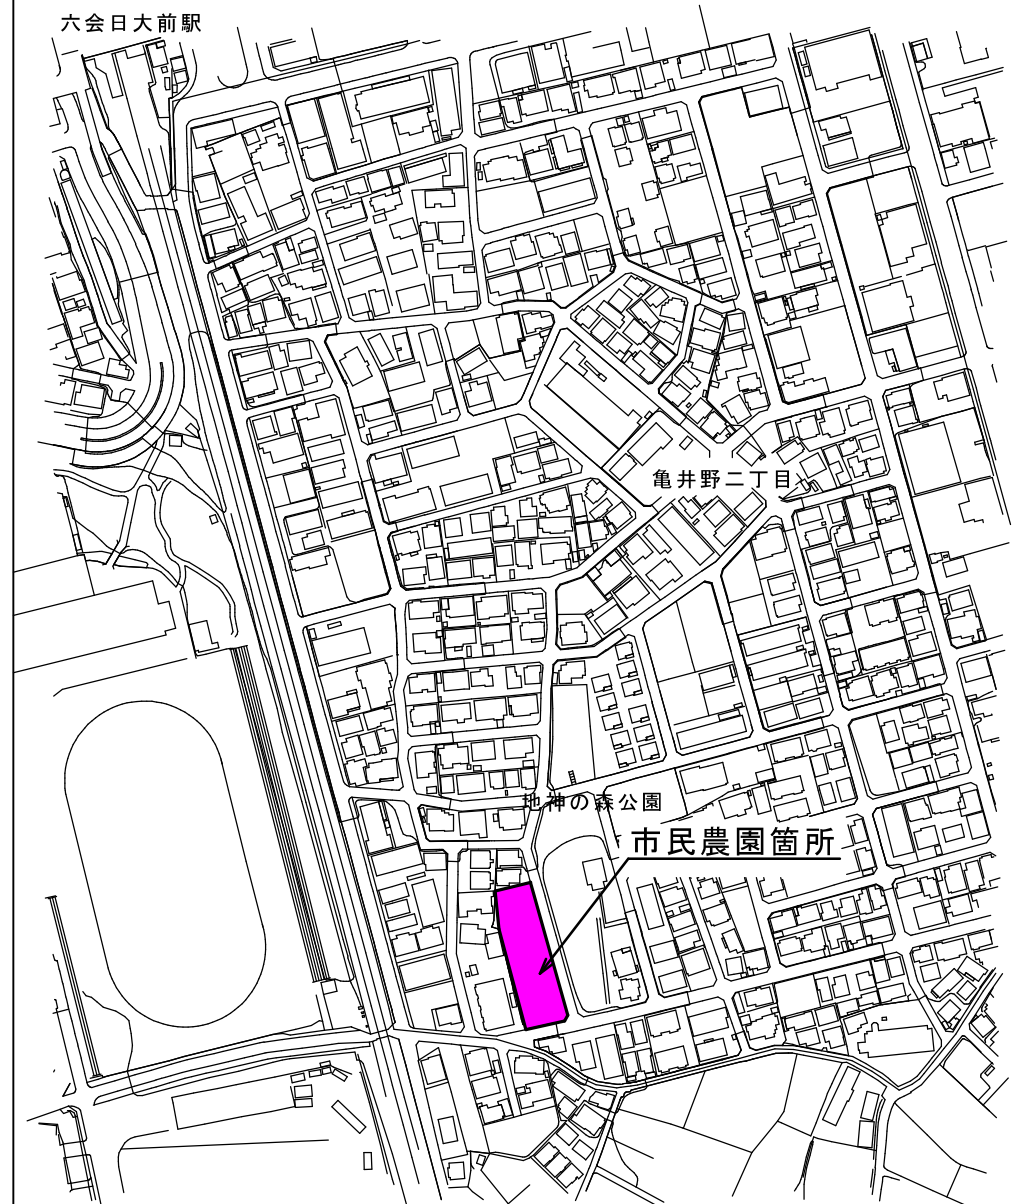 六会日大前駅
亀井野二丁目
地神の森公園
市民農園箇所